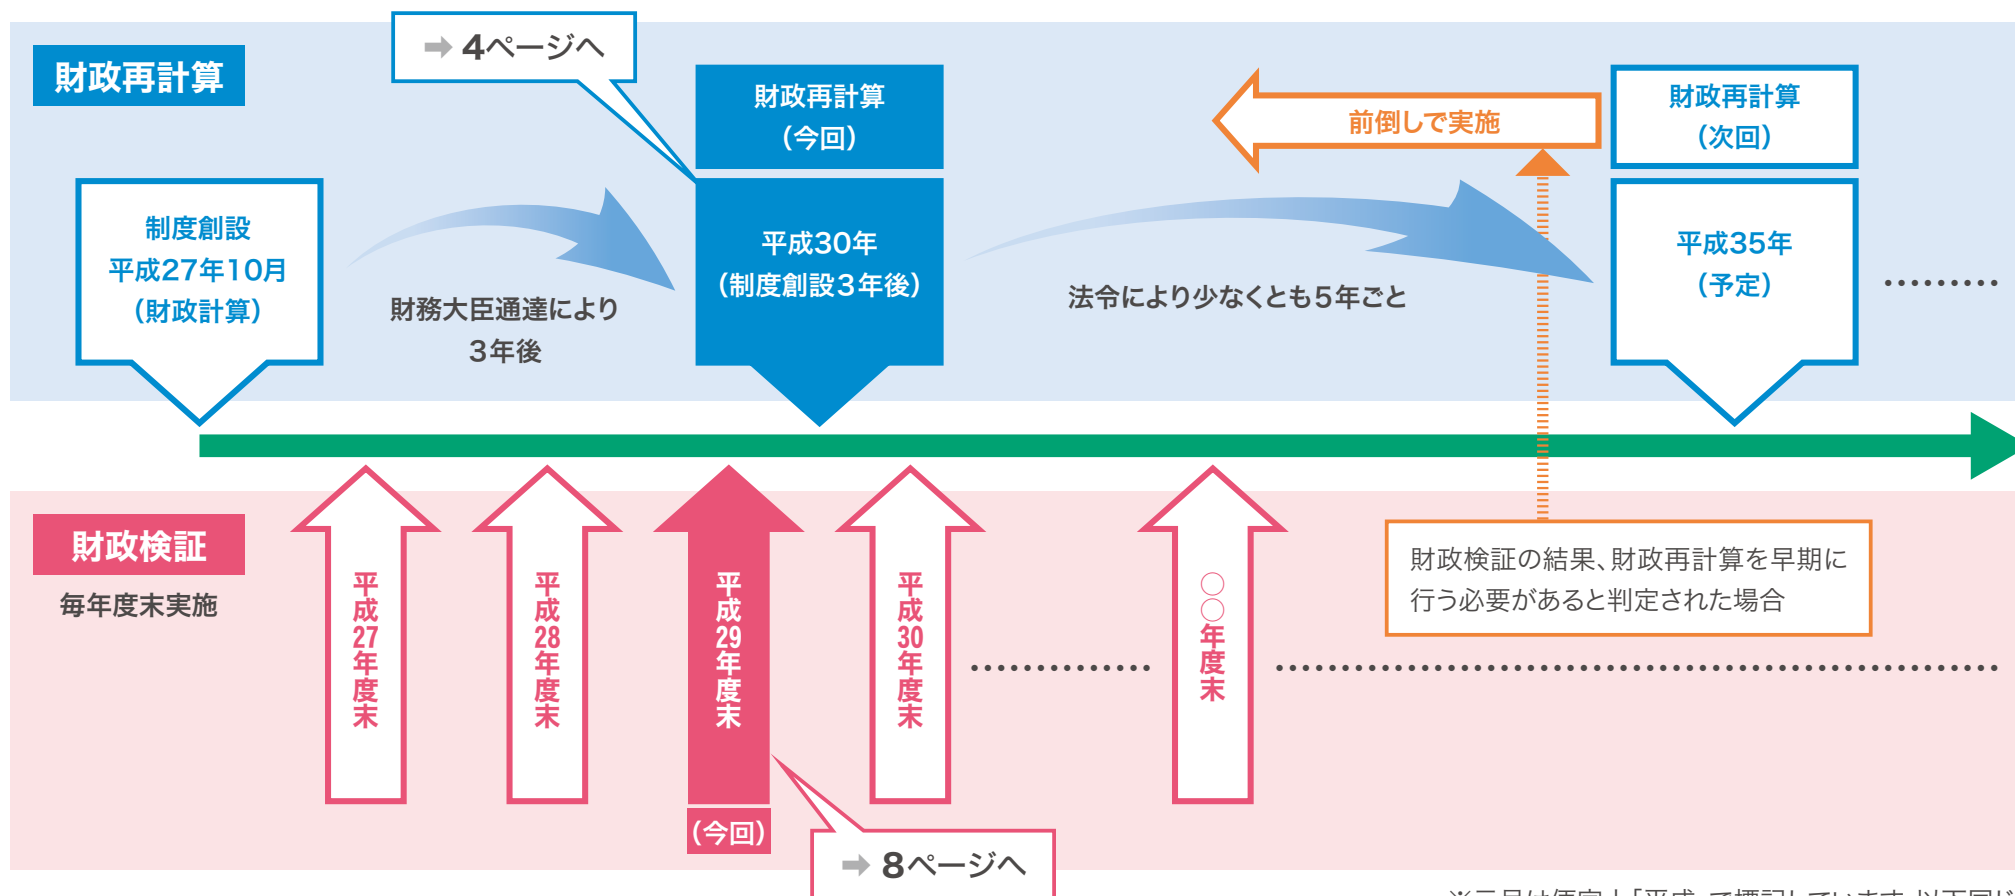 財政再計算
➡ 4ページへ
財政再計算
（今回）
前倒しで実施
財政再計算
（次回）
制度創設
平成27年10月
（財政計算）
財務大臣通達により
３年後
平成30年
（制度創設３年後）
法令により少なくとも５年ごと
平成35年
（予定）
………
財政検証
毎年度末実施
平成27年度末
平成28年度末
平成29年度末
（今回）
平成30年度末
……………
○○年度末
財政検証の結果、財政再計算を早期に
行う必要があると判定された場合
➡ 8ページへ